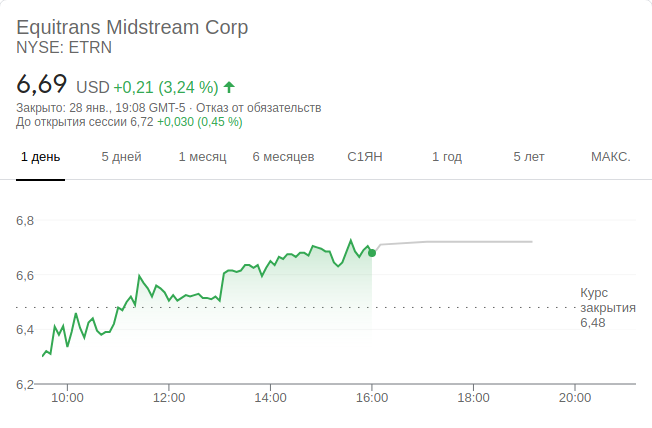 Equitrans Midstream Corp
NYSE: ETRN
6,69 USD +0,21 (3,24 %)
Закрыто: 28 янв., 19:08 GMT-5 · Отказ от обязательств
До открытия сессии 6,72 +0,030 (0,45 %)
1 день 5 дней 1 месяц 6 месяцев С1ЯН 1 год 5 лет МАКС.
6,8
6,6
Курс
закрытия
6,48
6,4
6,2
10:00 12:00 14:00 16:00 18:00 20:00